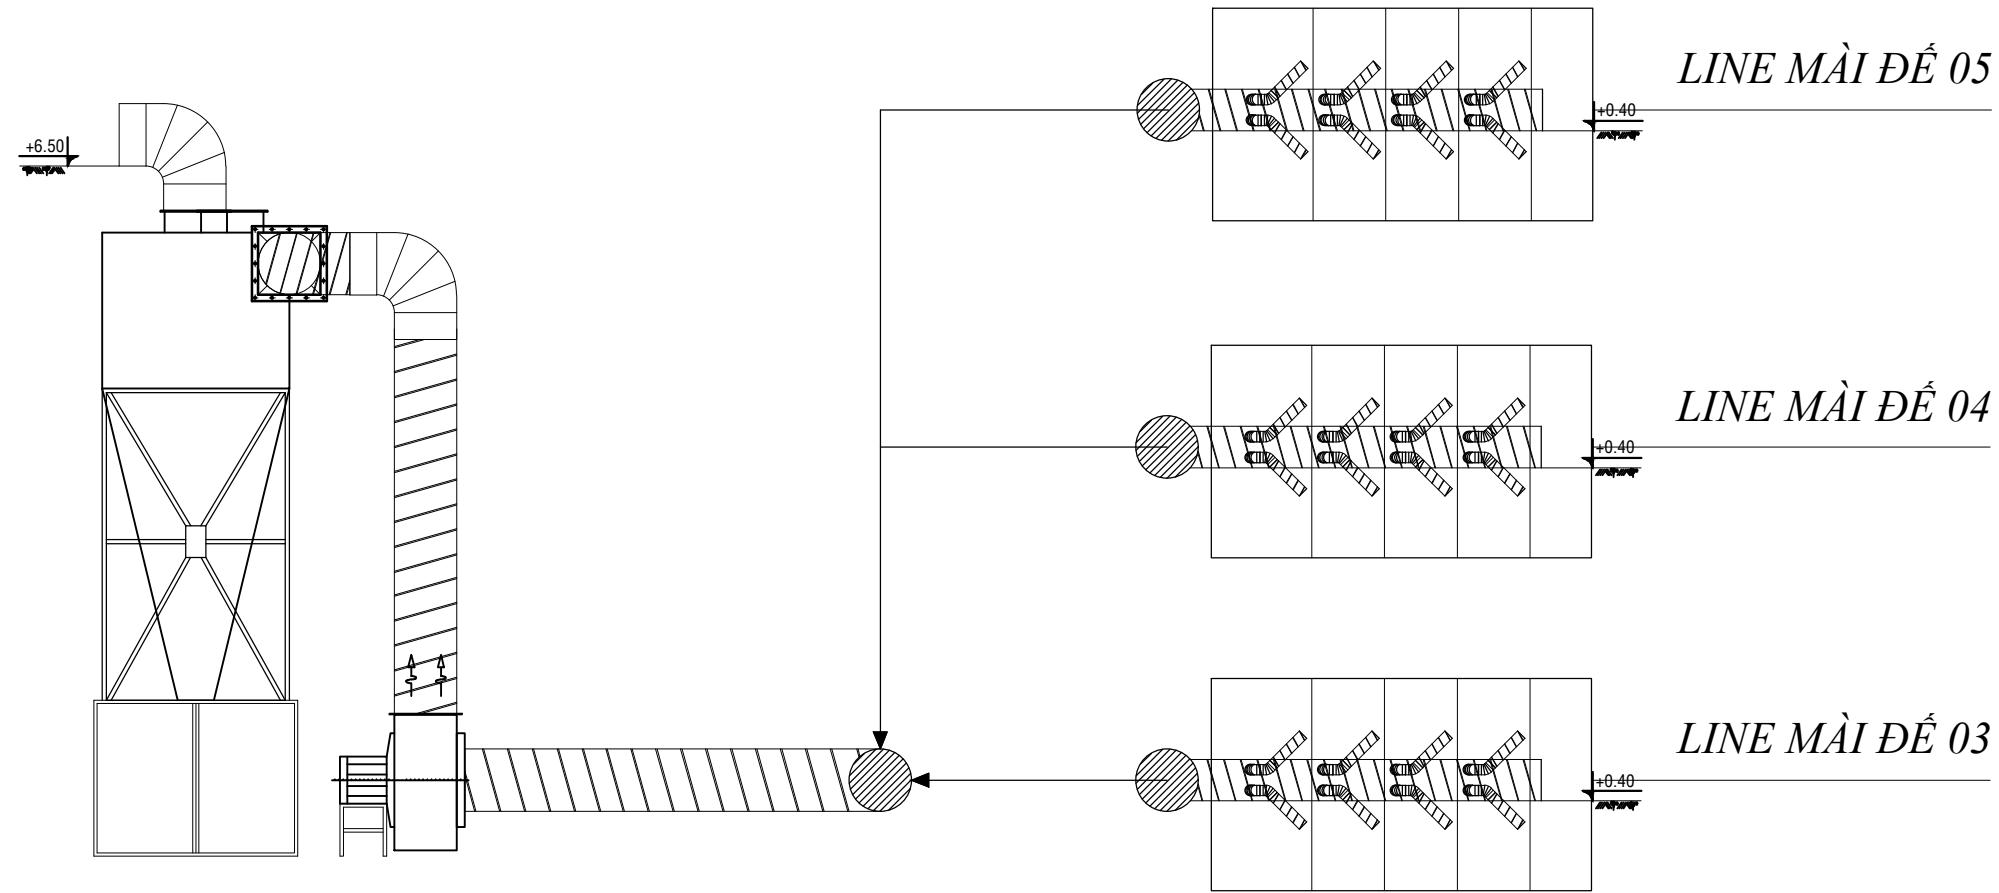 LINE MÀI ĐẾ 05
+0.40
+6.50
LINE MÀI ĐẾ 04
+0.40
LINE MÀI ĐẾ 03
+0.40